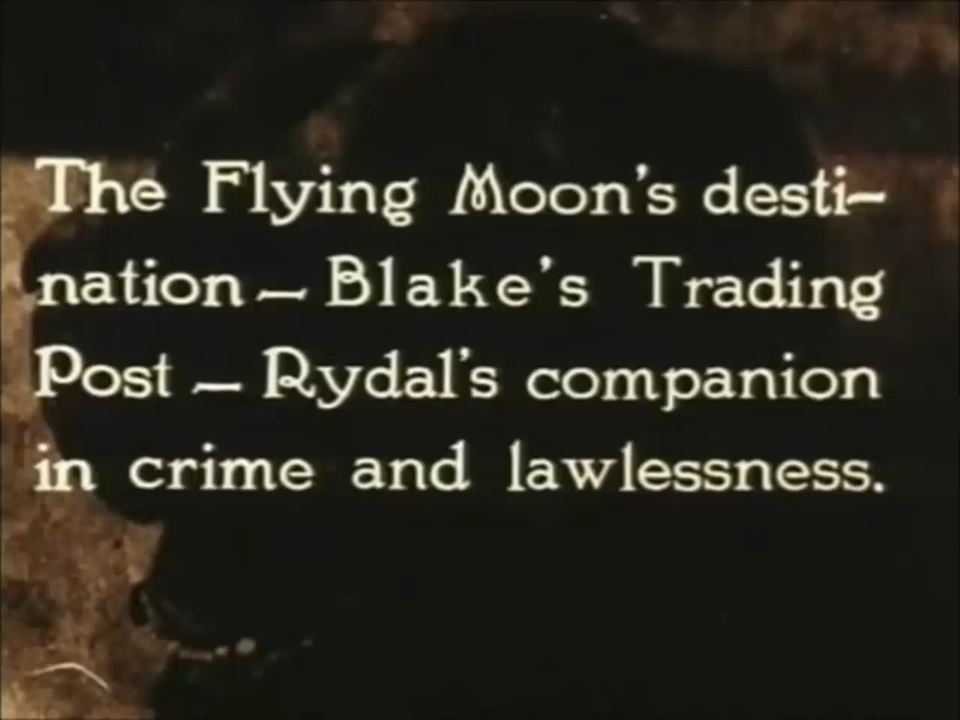 The Flying Moon's desti-
nation — Blake's Trading
Post — Rydal's companion
in crime and lawlessness.